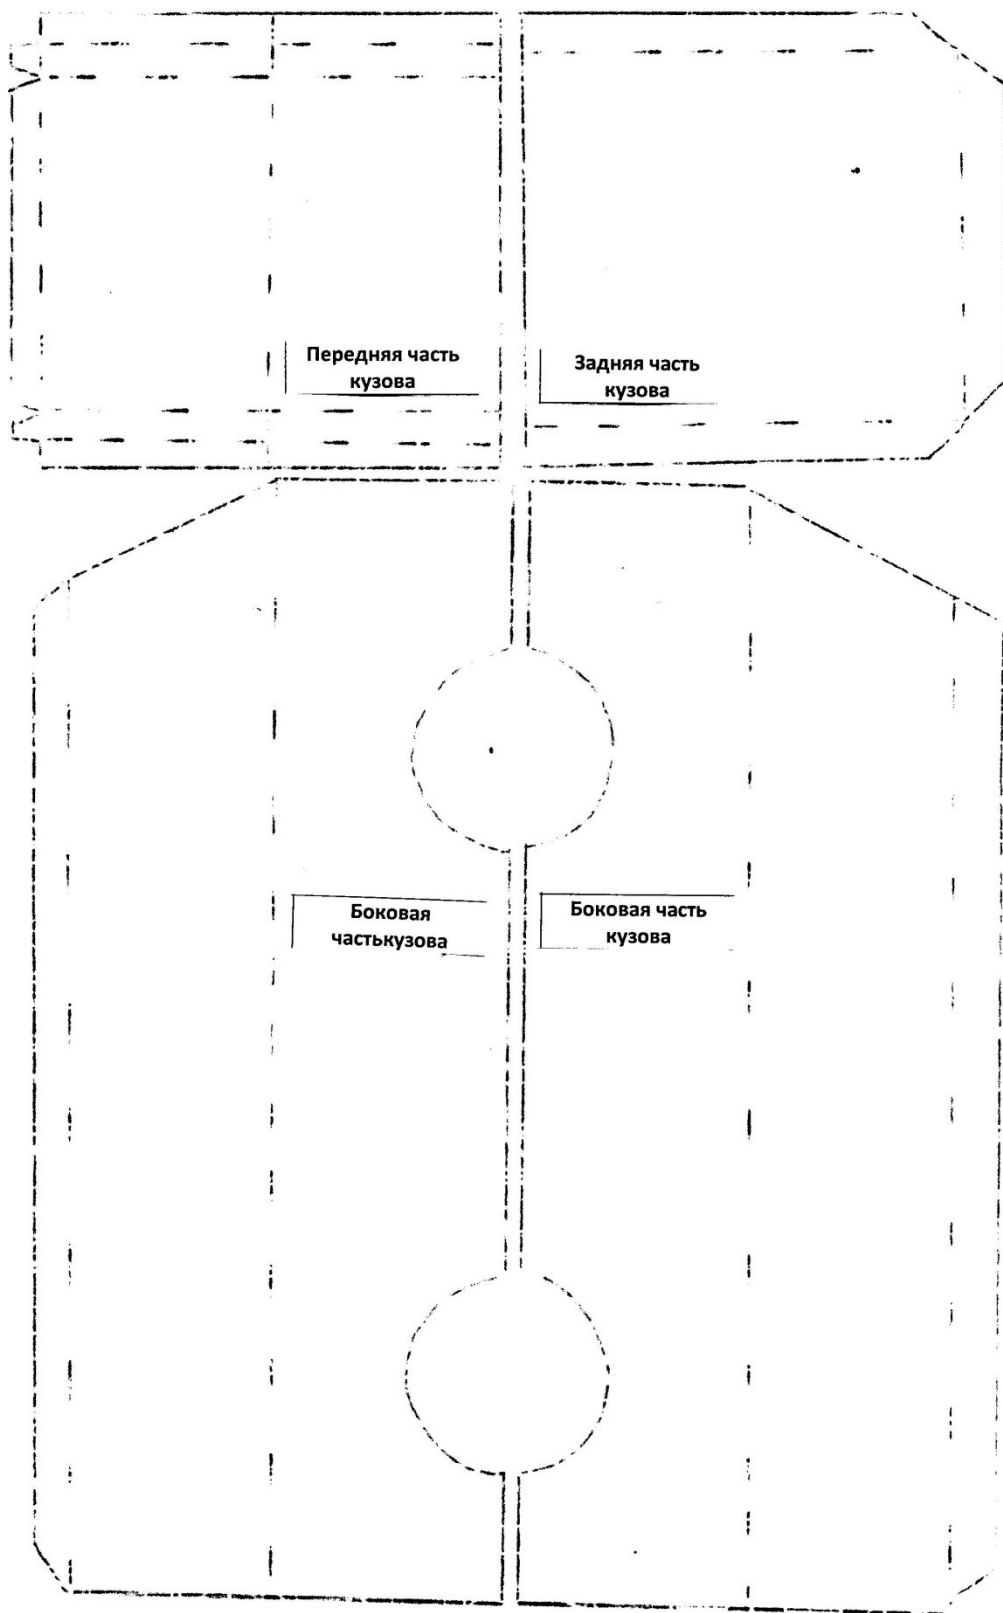 Передняя часть
кузова
Задняя часть
кузова
Боковая
частькузова
Боковая часть
кузова